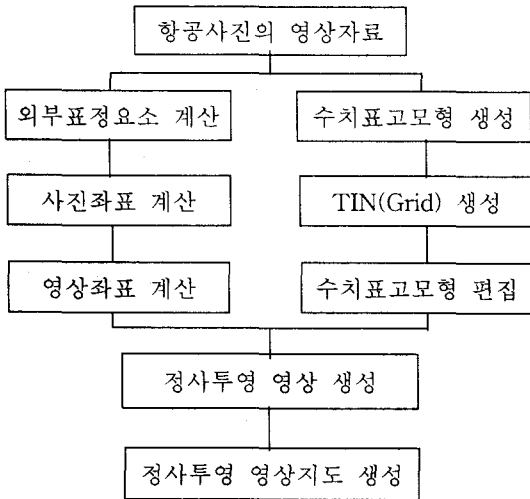 항공사진의 영상자료
외부표정요소 계산
수치표고모형 생성
사진좌표 계산
TIN(Grid) 생성
영상좌표 계산
수치표고모형 편집
정사투영 영상 생성
정사투영 영상지도 생성